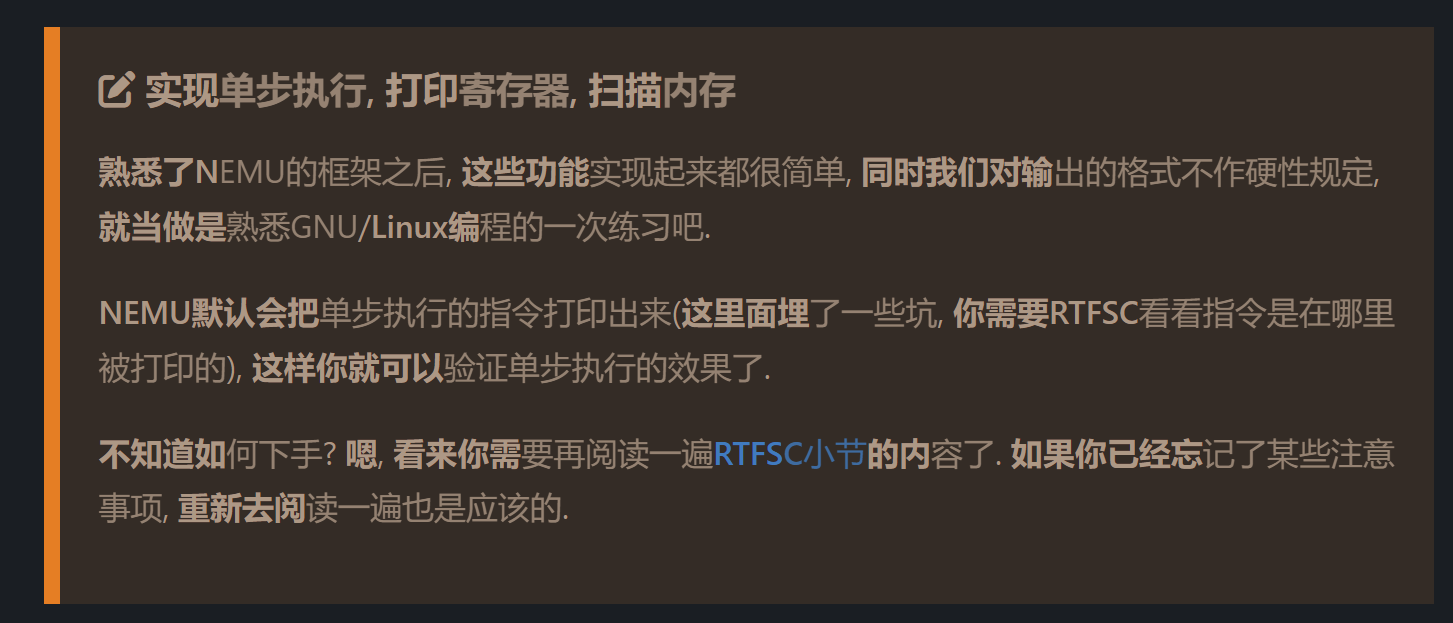 实现单步执行, 打印寄存器, 扫描内存
熟悉了NEMU的框架之后, 这些功能实现起来都很简单, 同时我们对输出的格式不作硬性规定,
就当做是熟悉GNU/Linux编程的一次练习吧.
NEMU默认会把单步执行的指令打印出来(这里面埋了一些坑, 你需要RTFSC看看指令是在哪里
被打印的), 这样你就可以验证单步执行的效果了.
不知道如何下手? 嗯, 看来你需要再阅读一遍RTFSC小节的内容了. 如果你已经忘记了某些注意
事项, 重新去阅读一遍也是应该的.